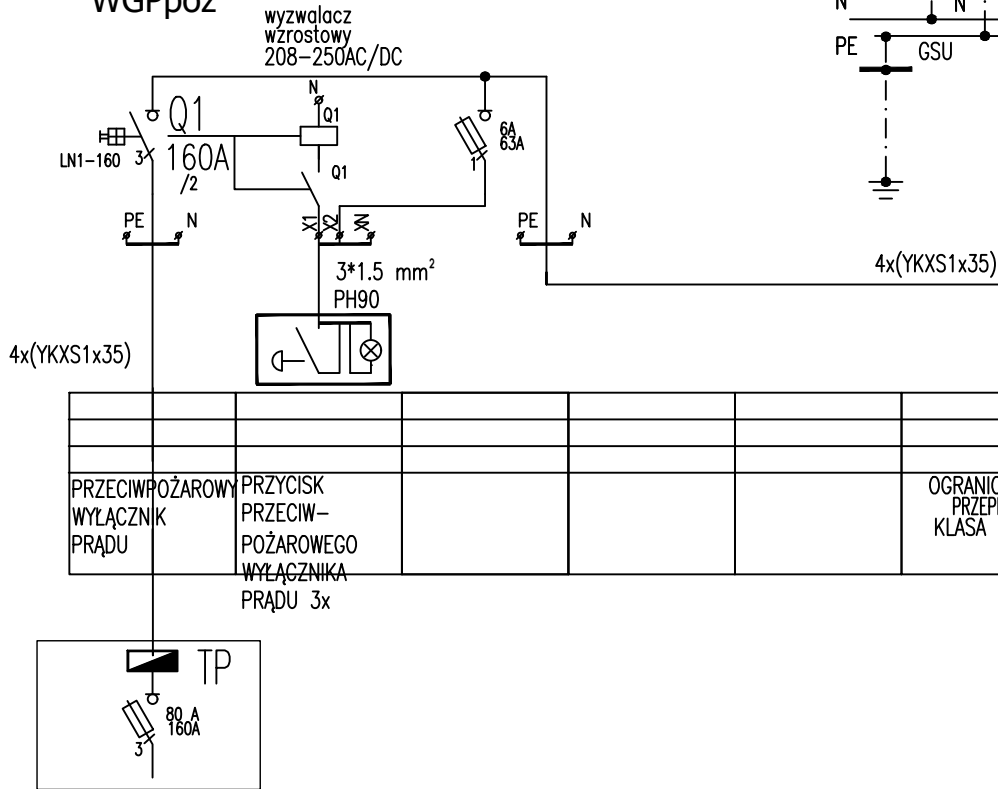 WGPpoż
wyzwalacz
wzrostowy
208-250AC/DC
N
N
PE
GSU
N
Q1
Q1
160A
/2
LN1-160
3
Q1
6A
63A
1
PE
N
X1
X2
XN
PE
N
3*1.5 mm²
PH90
4x(YKXS1x35)
4x(YKXS1x35)
PRZECIWPOŻAROWY
WYŁĄCZNIK
PRĄDU
PRZYCISK
PRZECIW-
POŻAROWEGO
WYŁĄCZNIKA
PRĄDU 3x
KLASA
TP
80 A
160A
3